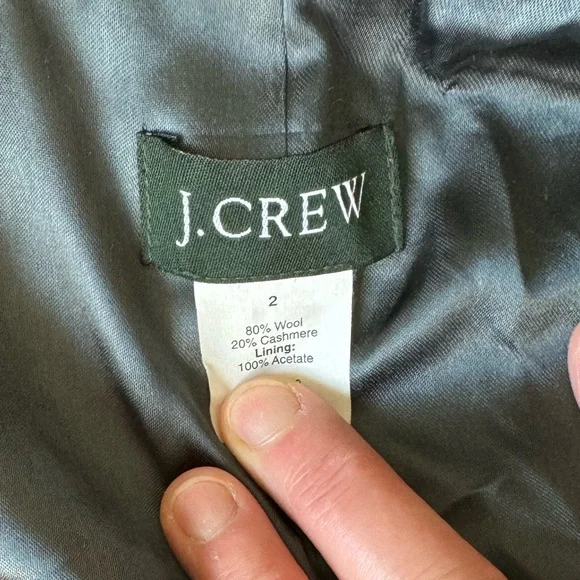 J.CREW
2
80% Wool
20% Cashmere
Lining:
100% Acetate